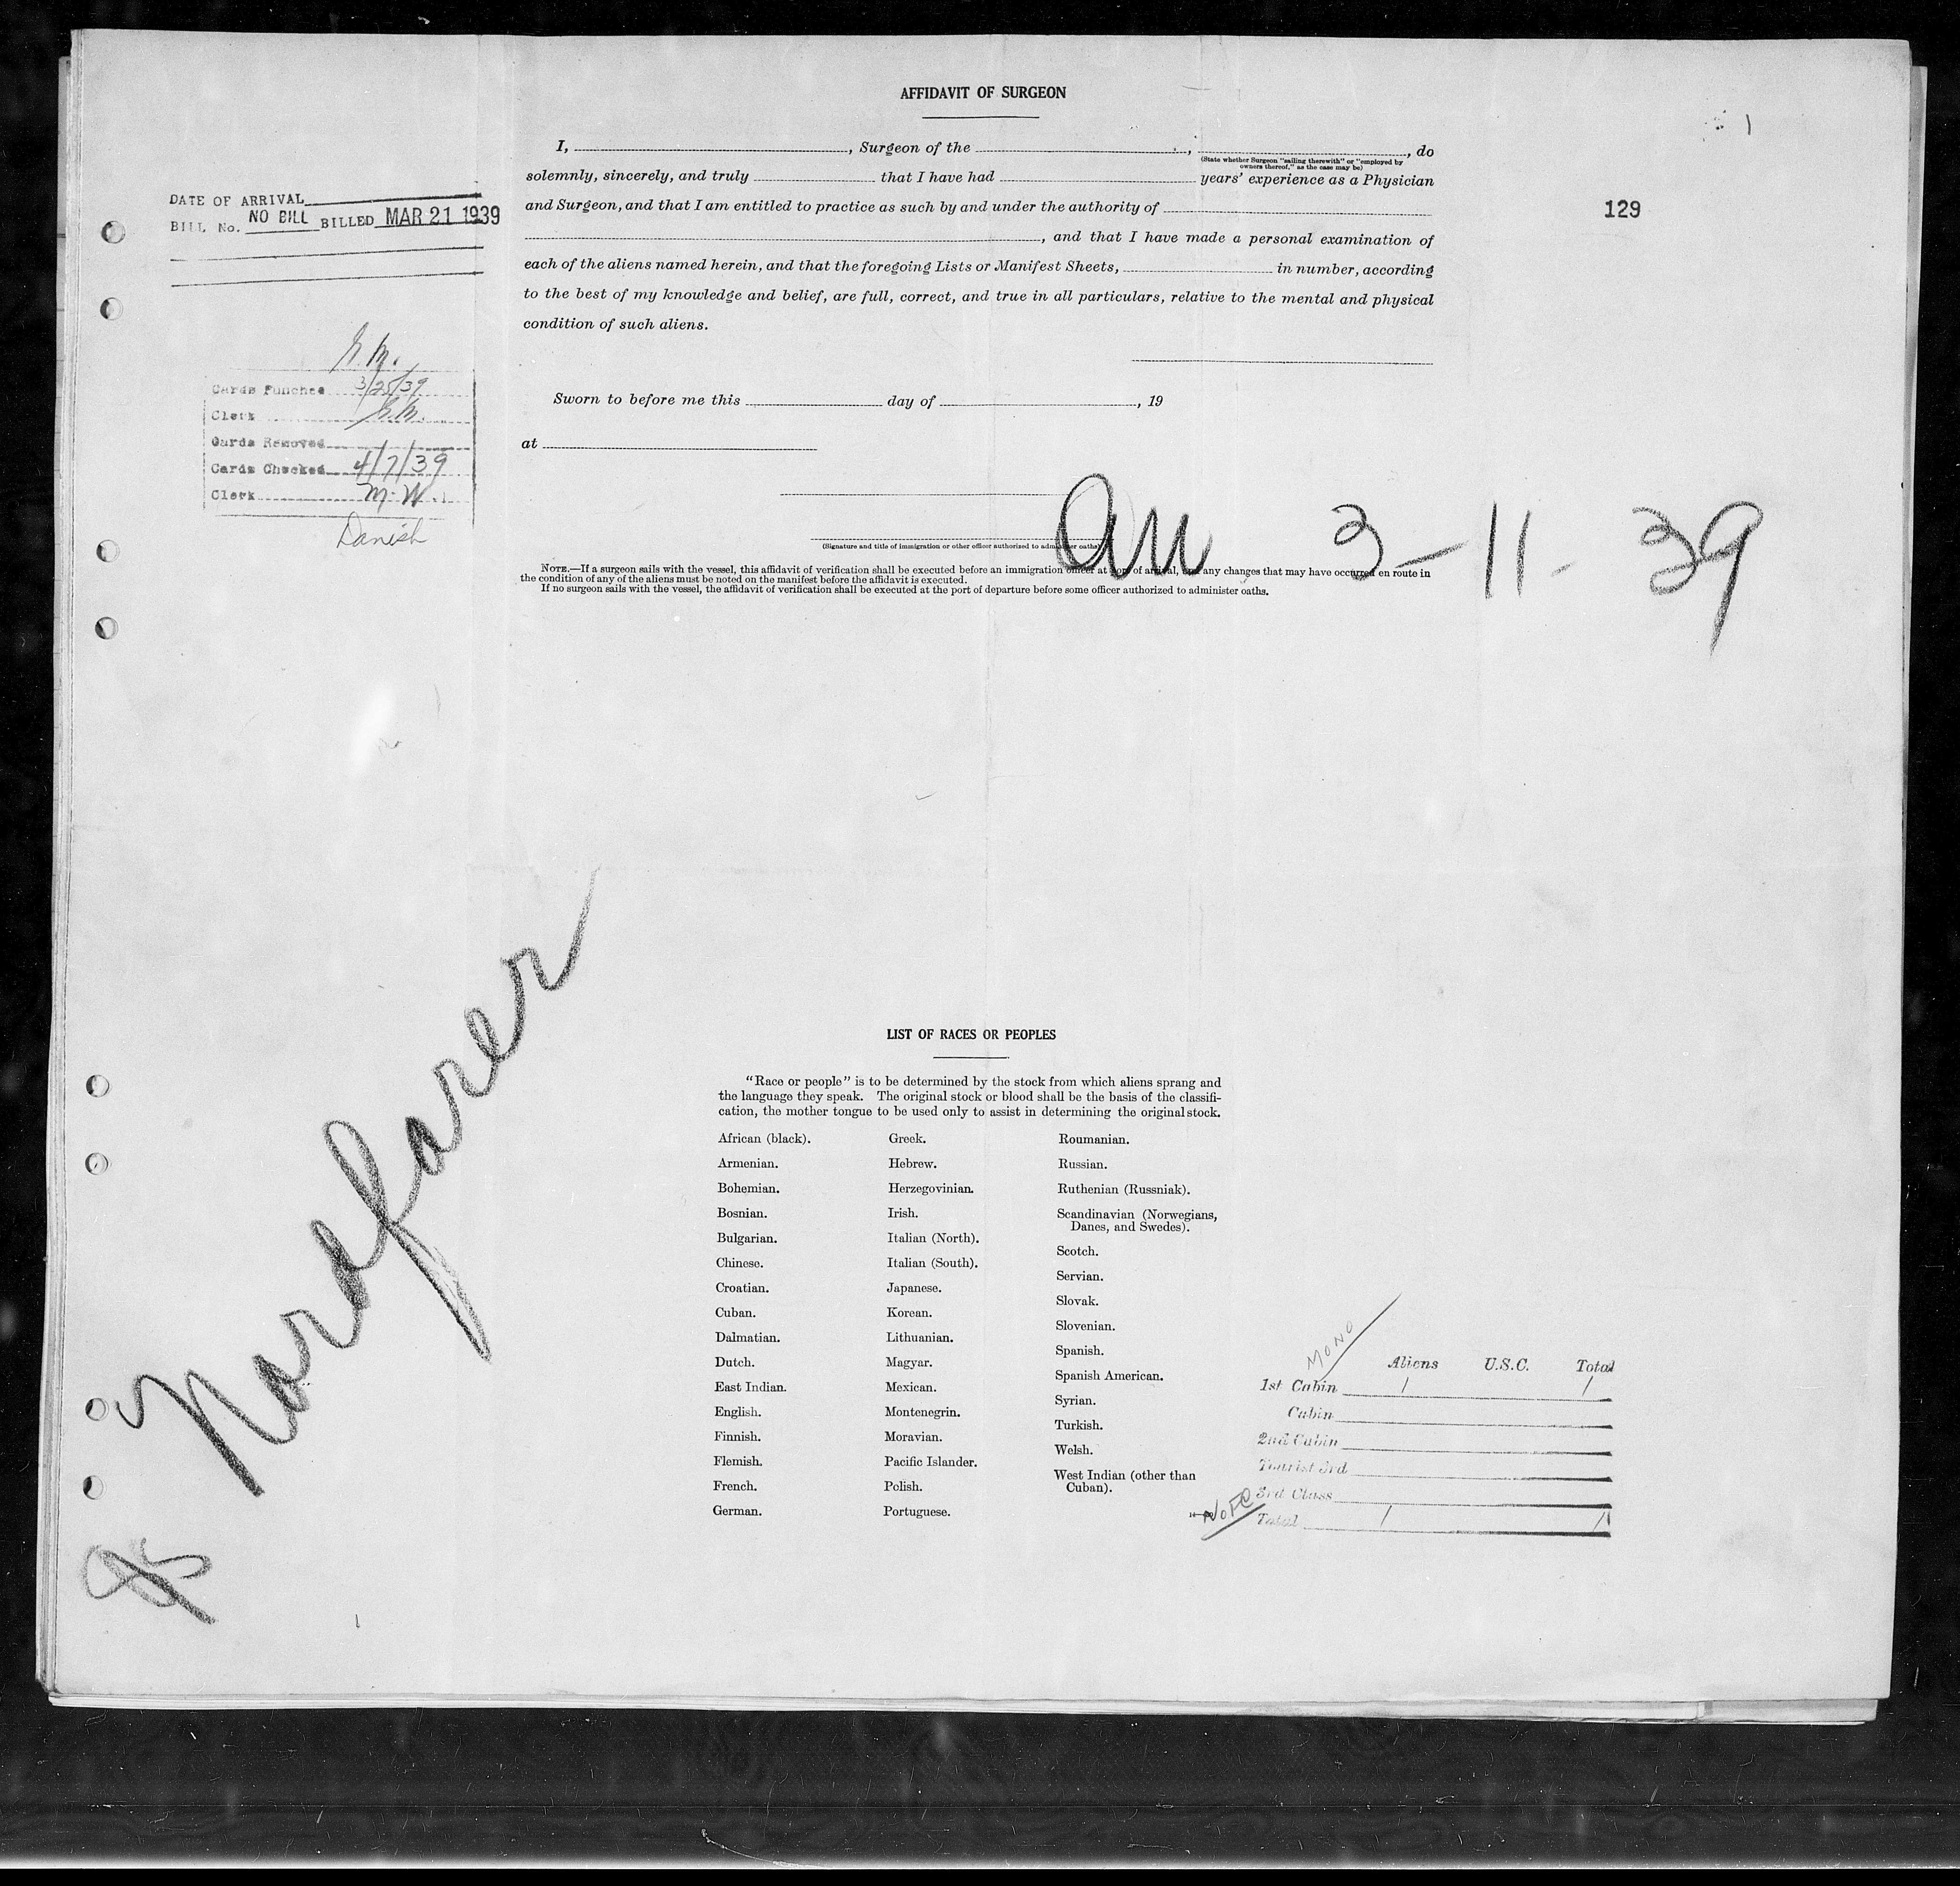 AFFIDAVIT OF SURGEON
1
I, , Surgeon of the , , do
(State whether Surgeon "sailing therewith" or "employed by
owners thereof," as the case may be)
solemnly, sincerely, and truly that I have had years' experience as a Physician
and Surgeon, and that I am entitled to practice as such by and under the authority of
, and that I have made a personal examination of
each of the aliens named herein, and that the foregoing Lists or Manifest Sheets, in number, according
to the best of my knowledge and belief, are full, correct, and true in all particulars, relative to the mental and physical
condition of such aliens.
129
DATE OF ARRIVAL
BILL No. NO BILL BILLED MAR 21 1939
Cards Punched 3/25/39
Clerk
Cards Removed
Cards Checked 4/7/39
Clerk M.W.
Danish
Sworn to before me this day of , 19
at
(Signature and title of immigration or other officer authorized to administer oaths)
3-11-39
NOTE.—If a surgeon sails with the vessel, this affidavit of verification shall be executed before an immigration officer at port of arrival, and any changes that may have occurred en route in
the condition of any of the aliens must be noted on the manifest before the affidavit is executed.
If no surgeon sails with the vessel, the affidavit of verification shall be executed at the port of departure before some officer authorized to administer oaths.
SS Nordfarer
LIST OF RACES OR PEOPLES
"Race or people" is to be determined by the stock from which aliens sprang and
the language they speak. The original stock or blood shall be the basis of the classifi-
cation, the mother tongue to be used only to assist in determining the original stock.
African (black).
Armenian.
Bohemian.
Bosnian.
Bulgarian.
Chinese.
Croatian.
Cuban.
Dalmatian.
Dutch.
East Indian.
English.
Finnish.
Flemish.
French.
German.
Greek.
Hebrew.
Herzegovinian.
Irish.
Italian (North).
Italian (South).
Japanese.
Korean.
Lithuanian.
Magyar.
Mexican.
Montenegrin.
Moravian.
Pacific Islander.
Polish.
Portuguese.
Roumanian.
Russian.
Ruthenian (Russniak).
Scandinavian (Norwegians,
Danes, and Swedes).
Scotch.
Servian.
Slovak.
Slovenian.
Spanish.
Spanish American.
Syrian.
Turkish.
Welsh.
West Indian (other than
Cuban).
MONO
Aliens U.S.C. Total
1st Cabin 1 1
Cabin
2nd Cabin
Tourist 3rd
3rd Class
Total 1 1